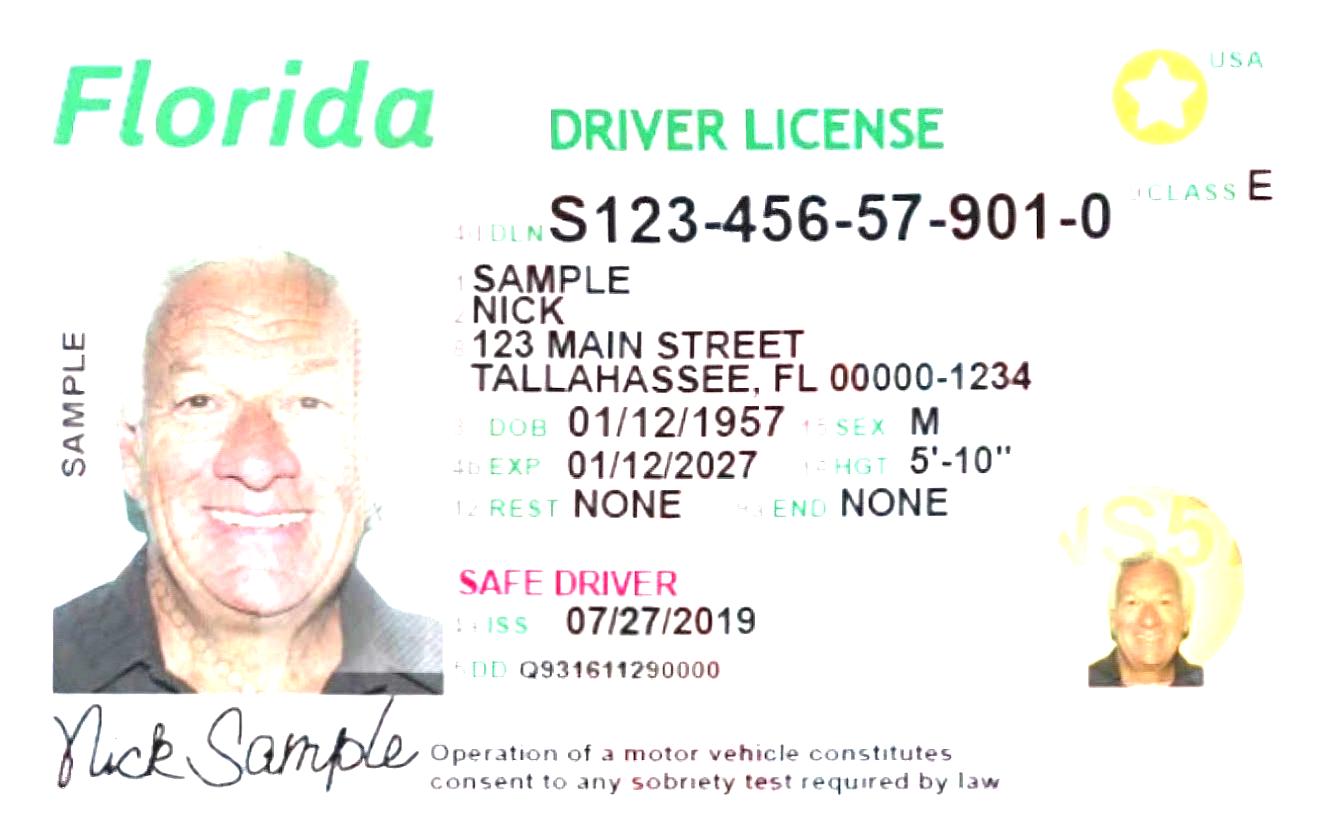 Florida
DRIVER LICENSE
USA
9 CLASS E
4d DLN S123-456-57-901-0
1 SAMPLE
2 NICK
8 123 MAIN STREET
TALLAHASSEE, FL 00000-1234
3 DOB 01/12/1957 15 SEX M
4b EXP 01/12/2027 16 HGT 5'-10"
12 REST NONE 9a END NONE
SAFE DRIVER
4a ISS 07/27/2019
5 DD Q931611290000
SAMPLE
Nick Sample
Operation of a motor vehicle constitutes
consent to any sobriety test required by law